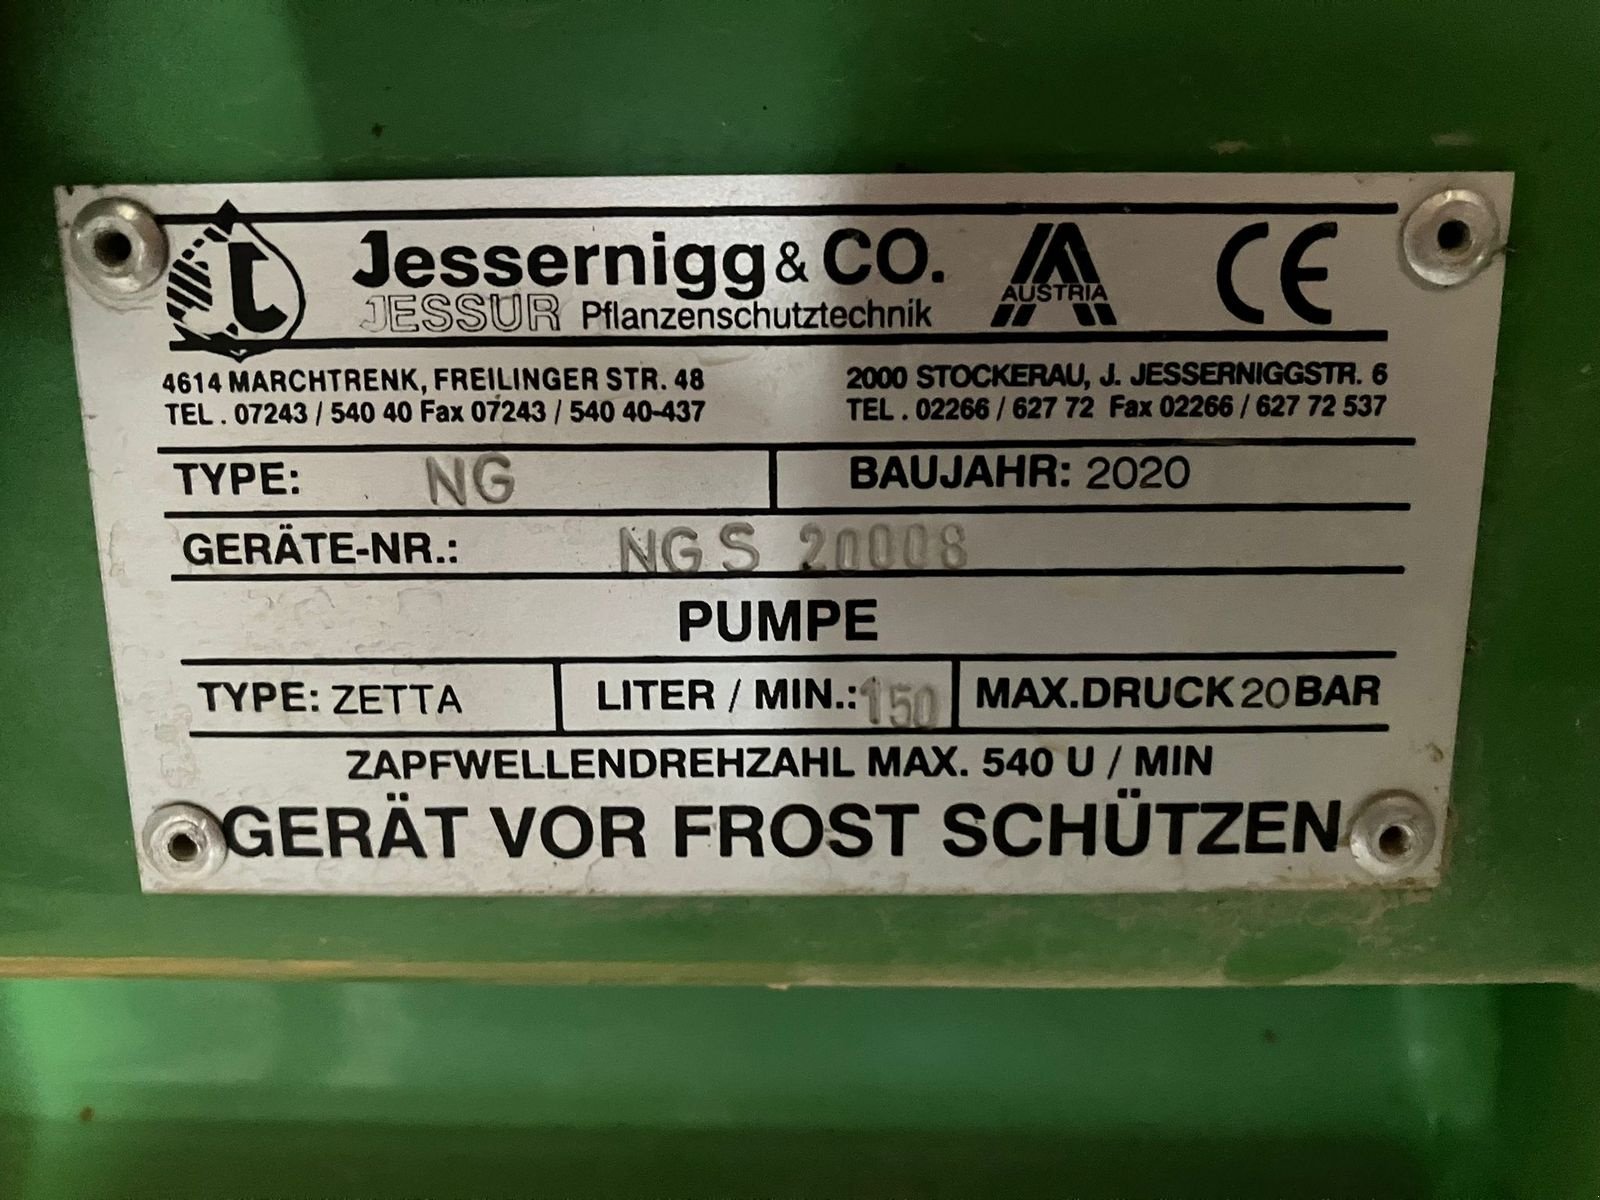 Jessernigg & CO.
JESSUR Pflanzenschutztechnik
AUSTRIA
CE
4614 MARCHTRENK, FREILINGER STR. 48
TEL. 07243 / 540 40 Fax 07243 / 540 40-437
2000 STOCKERAU, J. JESSERNIGGSTR. 6
TEL. 02266 / 627 72 Fax 02266 / 627 72 537
TYPE: NG BAUJAHR: 2020
GERÄTE-NR.: NGS 20008
PUMPE
TYPE: ZETTA LITER / MIN.: 150 MAX.DRUCK 20 BAR
ZAPFWELLENDREHZAHL MAX. 540 U / MIN
GERÄT VOR FROST SCHÜTZEN